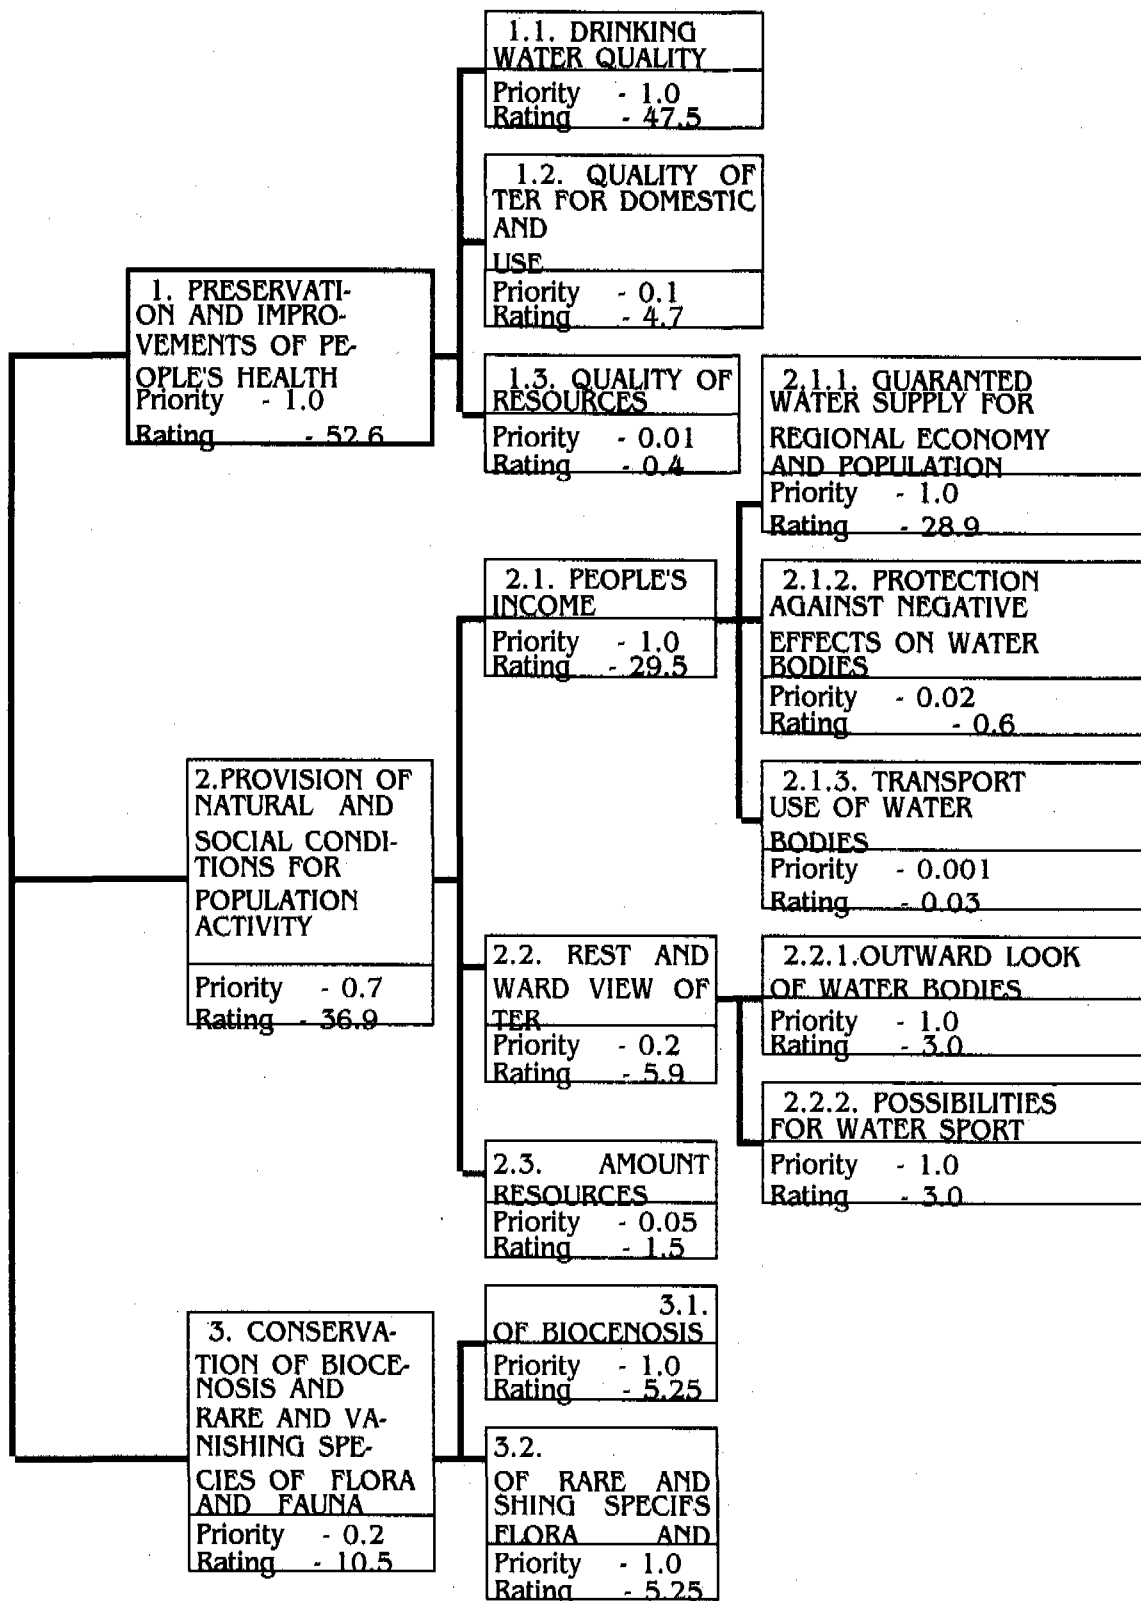 1.1. DRINKING
WATER QUALITY
Priority - 1.0
Rating - 47.5
1.2. QUALITY OF
TER FOR DOMESTIC
AND
USE
Priority - 0.1
Rating - 4.7
1. PRESERVATI-
ON AND IMPRO-
VEMENTS OF PE-
OPLE'S HEALTH
Priority - 1.0
Rating - 52.6
1.3. QUALITY OF
RESOURCES
Priority - 0.01
Rating - 0.4
2.1.1. GUARANTED
WATER SUPPLY FOR
REGIONAL ECONOMY
AND POPULATION
Priority - 1.0
Rating - 28.9
2.1. PEOPLE'S
INCOME
Priority - 1.0
Rating - 29.5
2.1.2. PROTECTION
AGAINST NEGATIVE
EFFECTS ON WATER
BODIES
Priority - 0.02
Rating - 0.6
2.PROVISION OF
NATURAL AND
SOCIAL CONDI-
TIONS FOR
POPULATION
ACTIVITY
Priority - 0.7
Rating - 36.9
2.1.3. TRANSPORT
USE OF WATER
BODIES
Priority - 0.001
Rating - 0.03
2.2. REST AND
WARD VIEW OF
TER
Priority - 0.2
Rating - 5.9
2.2.1.OUTWARD LOOK
OF WATER BODIES
Priority - 1.0
Rating - 3.0
2.2.2. POSSIBILITIES
FOR WATER SPORT
Priority - 1.0
Rating - 3.0
2.3. AMOUNT
RESOURCES
Priority - 0.05
Rating - 1.5
3. CONSERVA-
TION OF BIOCE-
NOSIS AND
RARE AND VA-
NISHING SPE-
CIES OF FLORA
AND FAUNA
Priority - 0.2
Rating - 10.5
3.1.
OF BIOCENOSIS
Priority - 1.0
Rating - 5.25
3.2.
OF RARE AND
SHING SPECIFS
FLORA AND
Priority - 1.0
Rating - 5.25